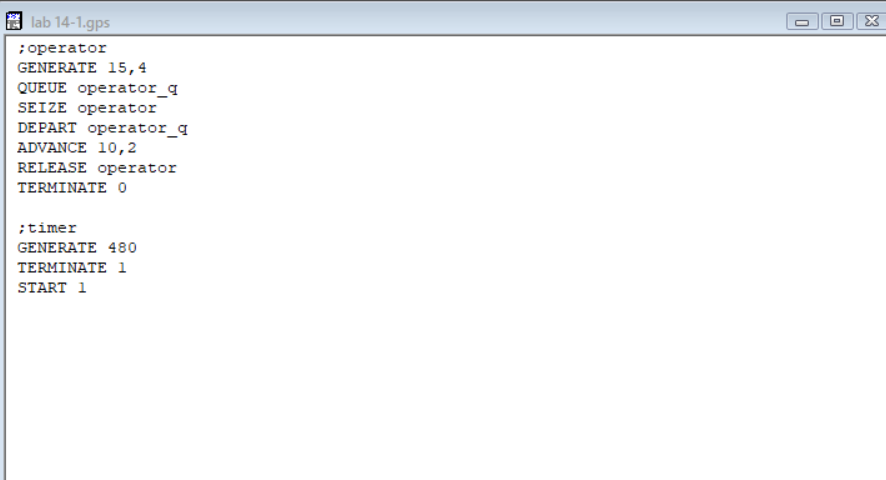 lab 14-1.gps
;operator
GENERATE 15,4
QUEUE operator_q
SEIZE operator
DEPART operator_q
ADVANCE 10,2
RELEASE operator
TERMINATE 0
;timer
GENERATE 480
TERMINATE 1
START 1